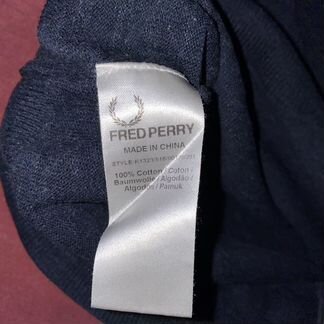 FRED PERRY
MADE IN CHINA
100% Cotton / Coton /
Baumwolle / Algodão /
Algodón / Pamuk